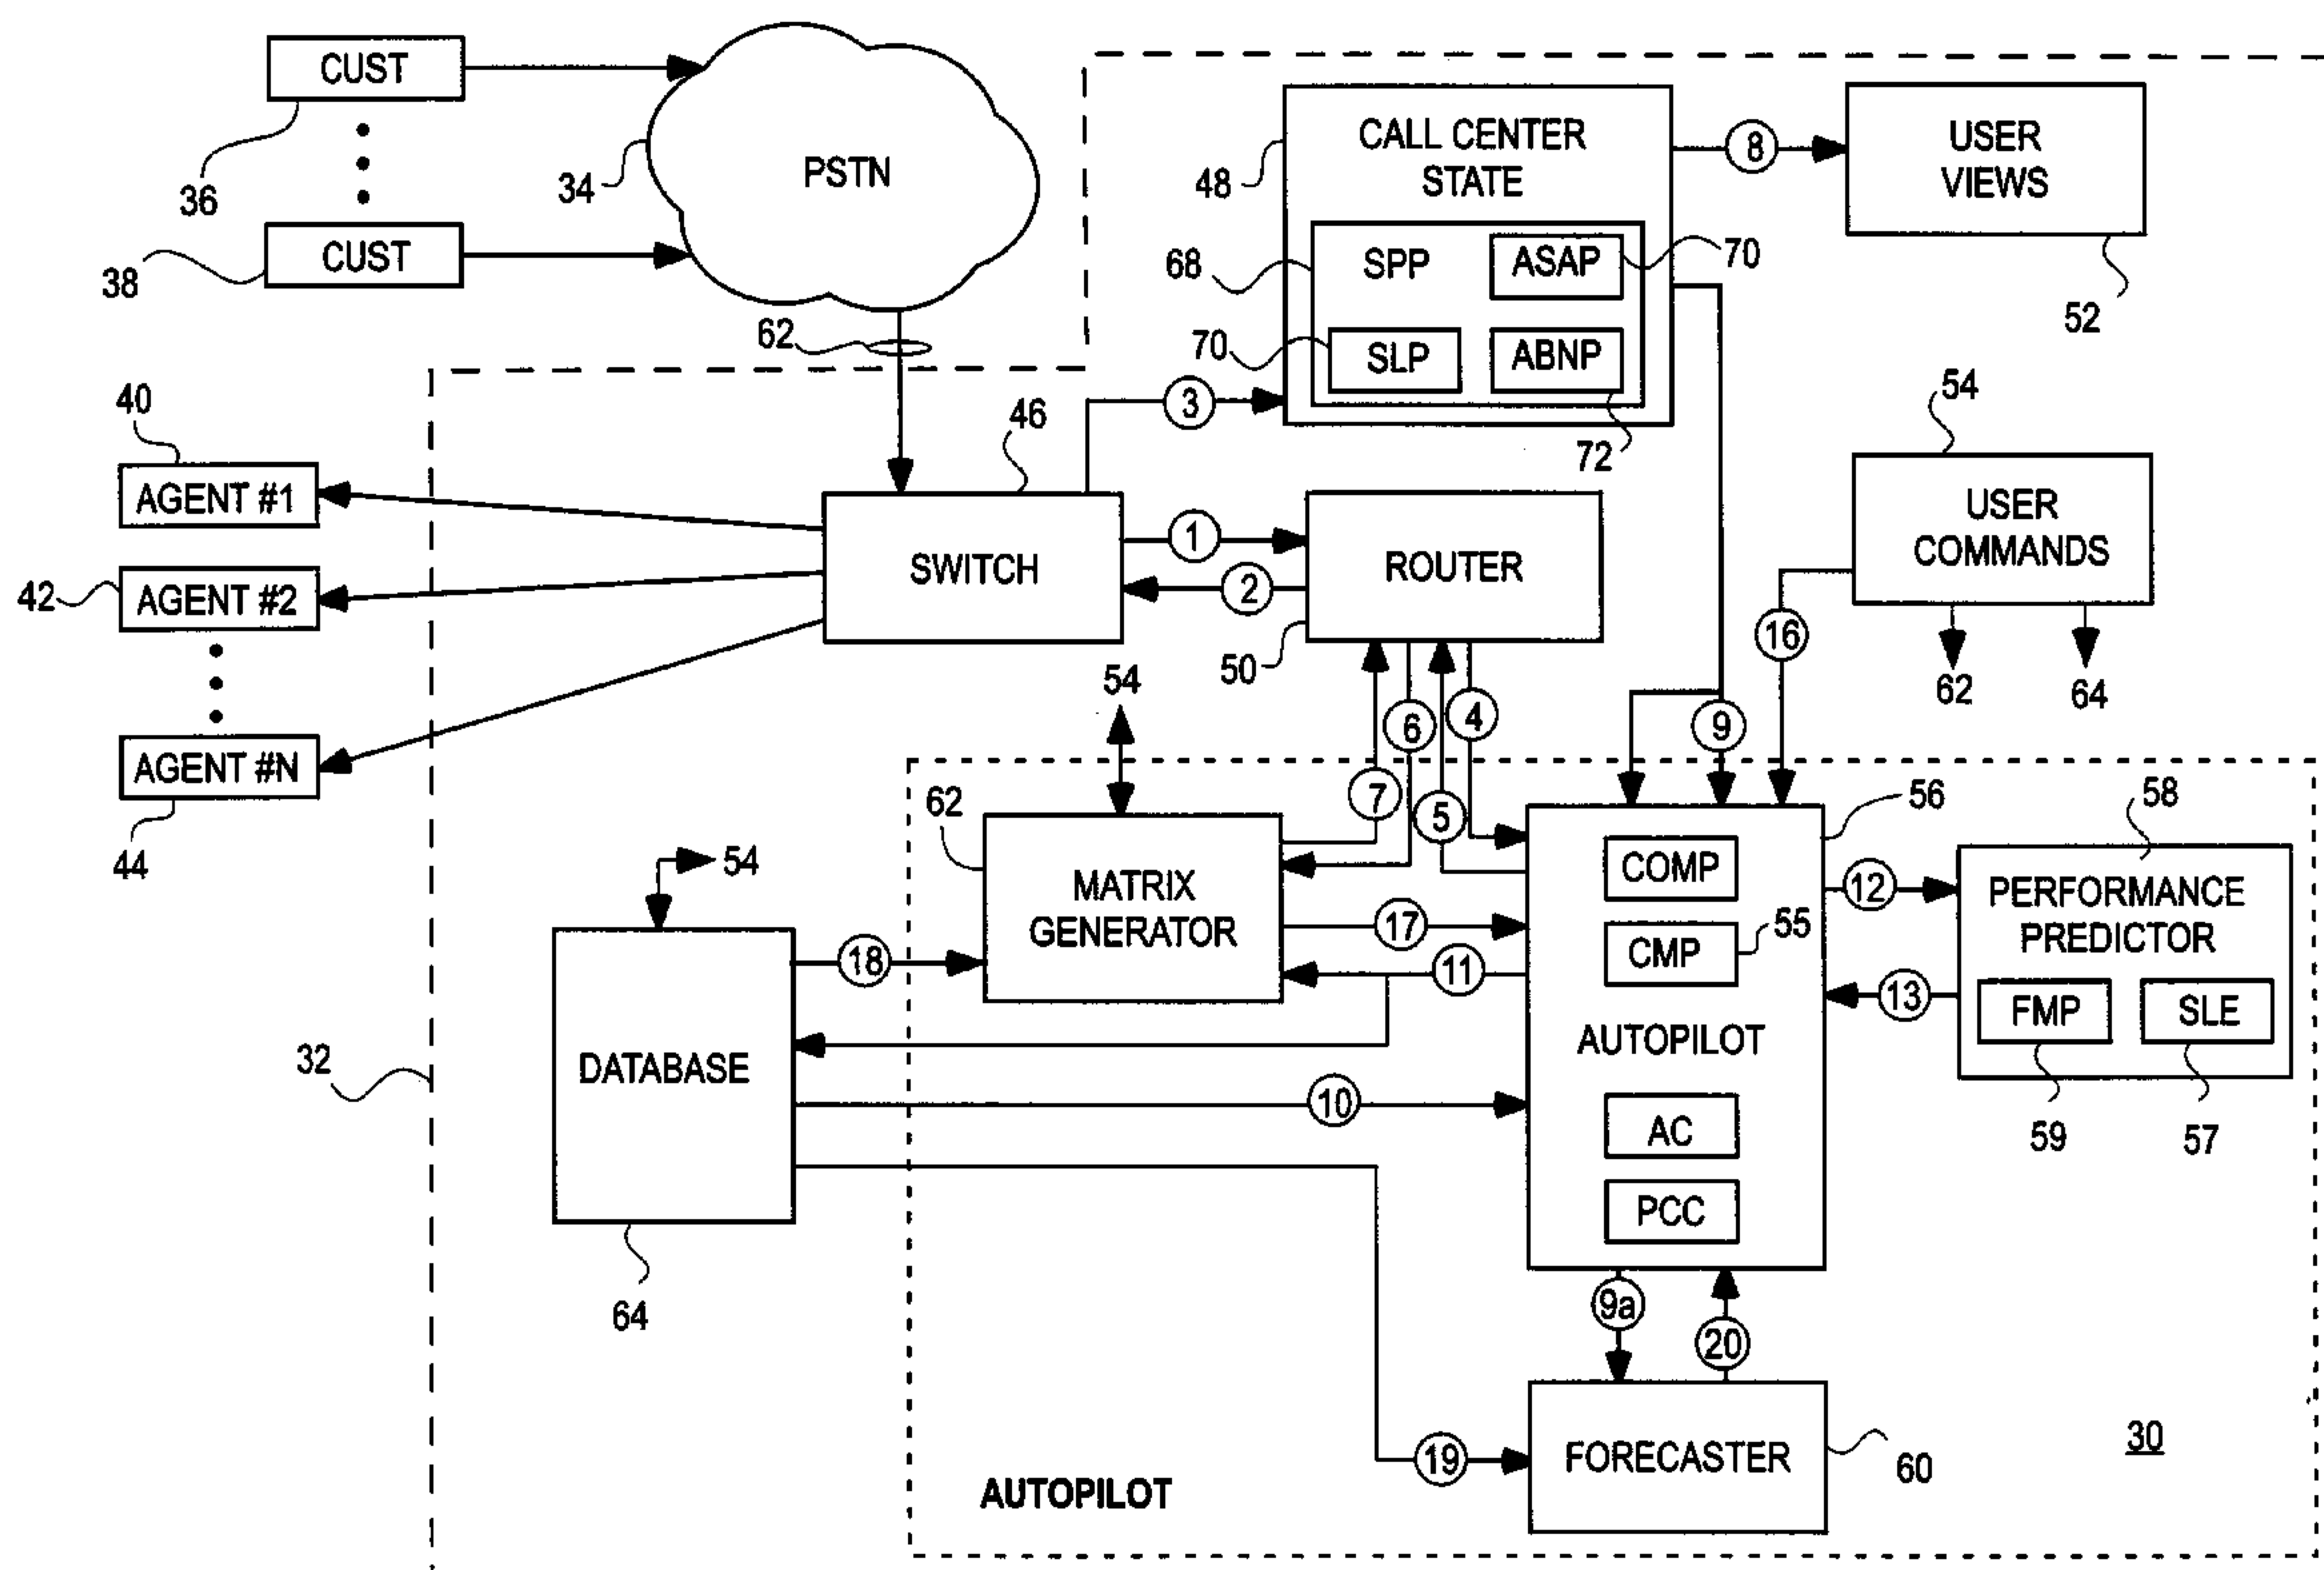 CUST
36
CUST
38
34
PSTN
62
CALL CENTER
STATE
48
68
SPP
ASAP
70
70
SLP
ABNP
72
8
USER
VIEWS
52
3
40
AGENT #1
42
AGENT #2
AGENT #N
44
46
SWITCH
1
2
ROUTER
50
54
USER
COMMANDS
16
62
64
54
7
6
5
4
9
62
MATRIX
GENERATOR
54
DATABASE
64
32
18
17
11
10
19
56
COMP
CMP
55
AUTOPILOT
AC
PCC
12
13
58
PERFORMANCE
PREDICTOR
FMP
SLE
59
57
9a
20
FORECASTER
60
30
AUTOPILOT